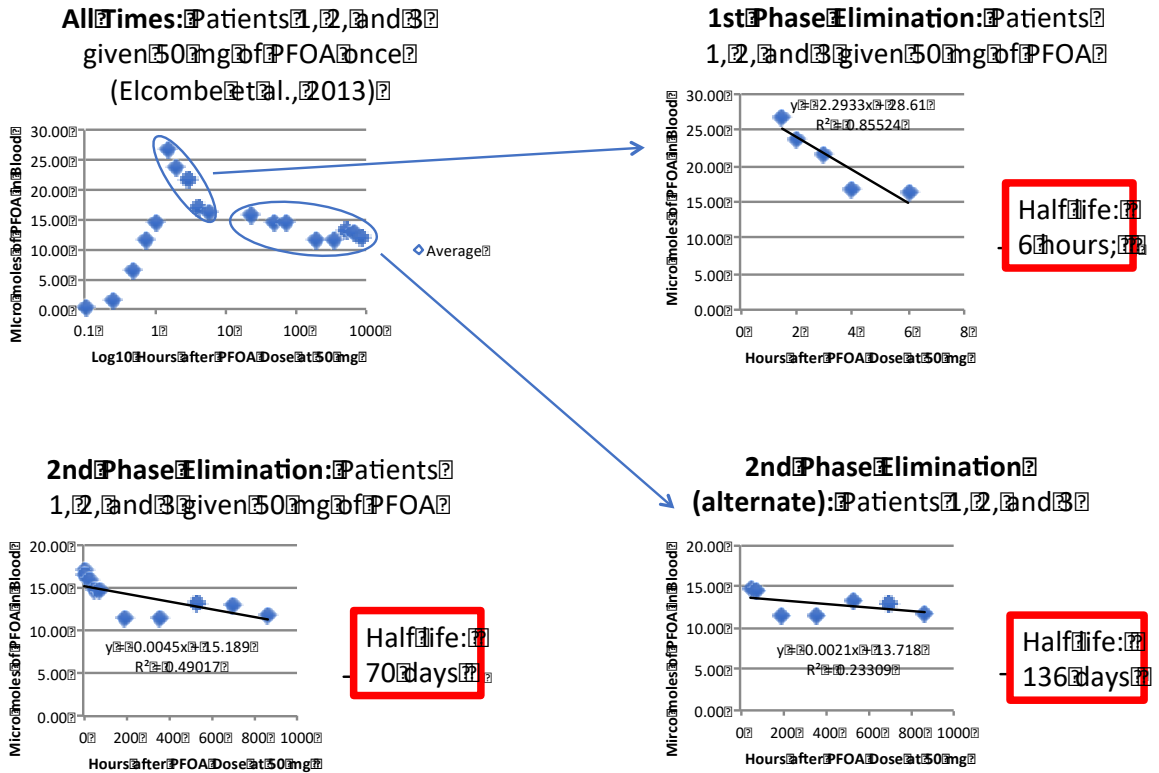 All Times: Patients 1, 2, and 3
given 50 mg of PFOA once
(Elcombe et al., 2013)
MIcro moles of PFOA in Blood
30.00
25.00
20.00
15.00
10.00
5.00
0.00
0.1
1
10
100
1000
Log10 Hours after PFOA Dose at 50 mg
Average
1st Phase Elimination: Patients
1, 2, and 3 given 50 mg of PFOA
Micro moles of PFOA in Blood
30.00
25.00
20.00
15.00
10.00
5.00
0.00
y = -2.2933x + 28.61
R² = 0.85524
0
2
4
6
8
Hours after PFOA Dose at 50 mg
Half life:
6 hours;
2nd Phase Elimination: Patients
1, 2, and 3 given 50 mg of PFOA
Micro moles of PFOA in Blood
20.00
15.00
10.00
5.00
0.00
y = -0.0045x + 15.189
R² = 0.49017
0
200
400
600
800
1000
Hours after PFOA Dose at 50 mg
Half life:
70 days
2nd Phase Elimination
(alternate): Patients 1, 2, and 3
Mirco moles of PFOA in Blood
20.00
15.00
10.00
5.00
0.00
y = -0.0021x + 13.718
R² = 0.23309
0
200
400
600
800
1000
Hours after PFOA Dose at 50 mg
Half life:
136 days